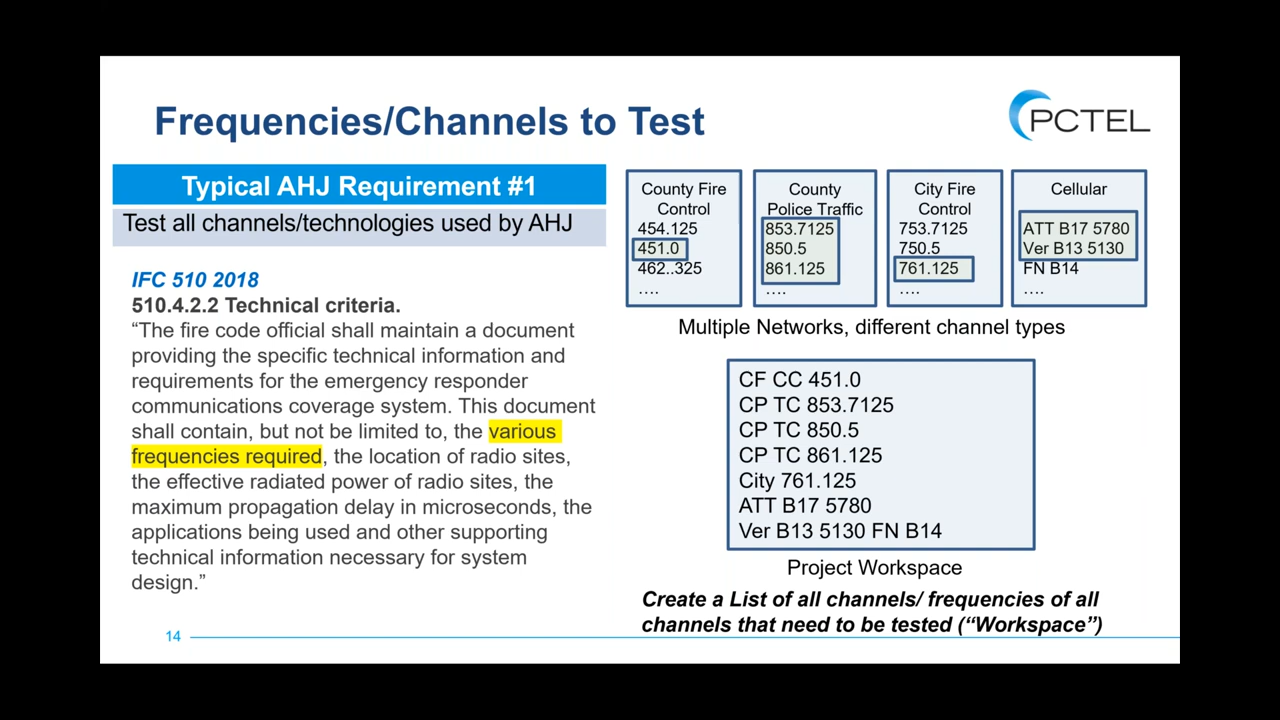 Frequencies/Channels to Test
PCTEL
Typical AHJ Requirement #1
Test all channels/technologies used by AHJ
IFC 510 2018
510.4.2.2 Technical criteria.
“The fire code official shall maintain a document
providing the specific technical information and
requirements for the emergency responder
communications coverage system. This document
shall contain, but not be limited to, the various
frequencies required, the location of radio sites,
the effective radiated power of radio sites, the
maximum propagation delay in microseconds, the
applications being used and other supporting
technical information necessary for system
design.”
County Fire
Control
454.125
451.0
462..325
....
County
Police Traffic
853.7125
850.5
861.125
....
City Fire
Control
753.7125
750.5
761.125
....
Cellular
ATT B17 5780
Ver B13 5130
FN B14
....
Multiple Networks, different channel types
CF CC 451.0
CP TC 853.7125
CP TC 850.5
CP TC 861.125
City 761.125
ATT B17 5780
Ver B13 5130 FN B14
Project Workspace
Create a List of all channels/ frequencies of all
channels that need to be tested (“Workspace”)
14